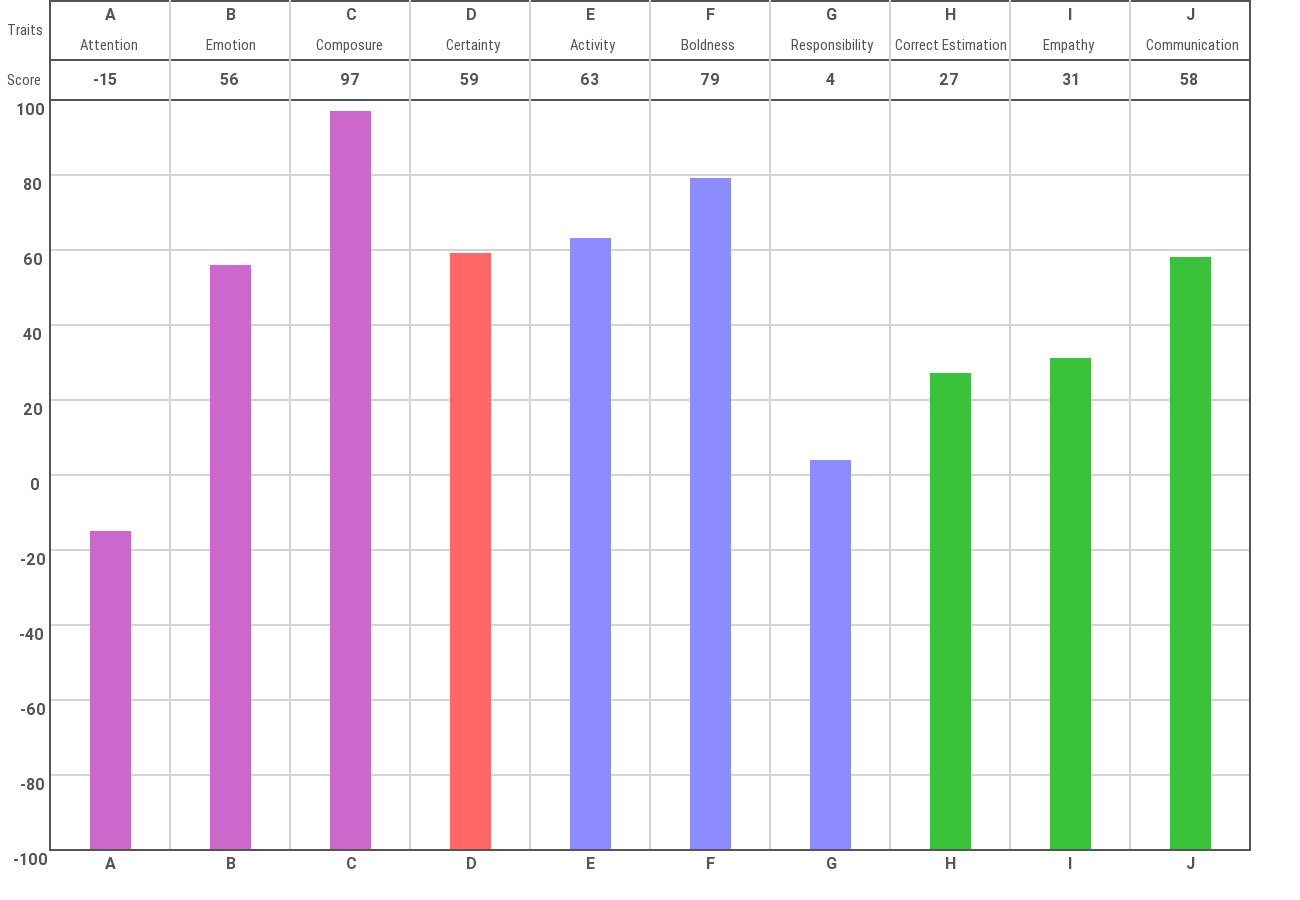 Traits A B C D E F G H I J
Attention Emotion Composure Certainty Activity Boldness Responsibility Correct Estimation Empathy Communication
Score -15 56 97 59 63 79 4 27 31 58
100
80
60
40
20
0
-20
-40
-60
-80
-100
A B C D E F G H I J